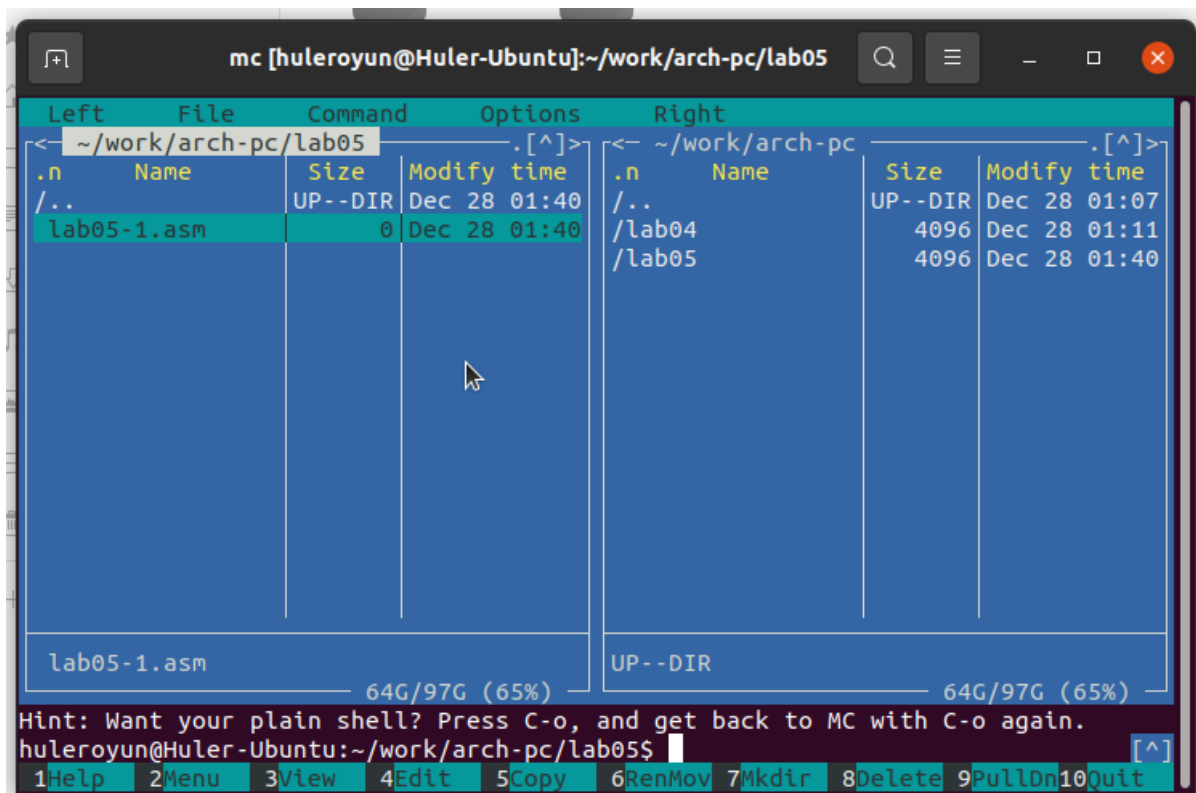 mc [huleroyun@Huler-Ubuntu]:~/work/arch-pc/lab05
Left File Command Options Right
<─ ~/work/arch-pc/lab05 ─.[^]>
.n Name Size Modify time
/.. UP--DIR Dec 28 01:40
lab05-1.asm 0 Dec 28 01:40
lab05-1.asm
64G/97G (65%)
<─ ~/work/arch-pc ─.[^]>
.n Name Size Modify time
/.. UP--DIR Dec 28 01:07
/lab04 4096 Dec 28 01:11
/lab05 4096 Dec 28 01:40
UP--DIR
64G/97G (65%)
Hint: Want your plain shell? Press C-o, and get back to MC with C-o again.
huleroyun@Huler-Ubuntu:~/work/arch-pc/lab05$ [^]
1Help 2Menu 3View 4Edit 5Copy 6RenMov 7Mkdir 8Delete 9PullDn 10Quit